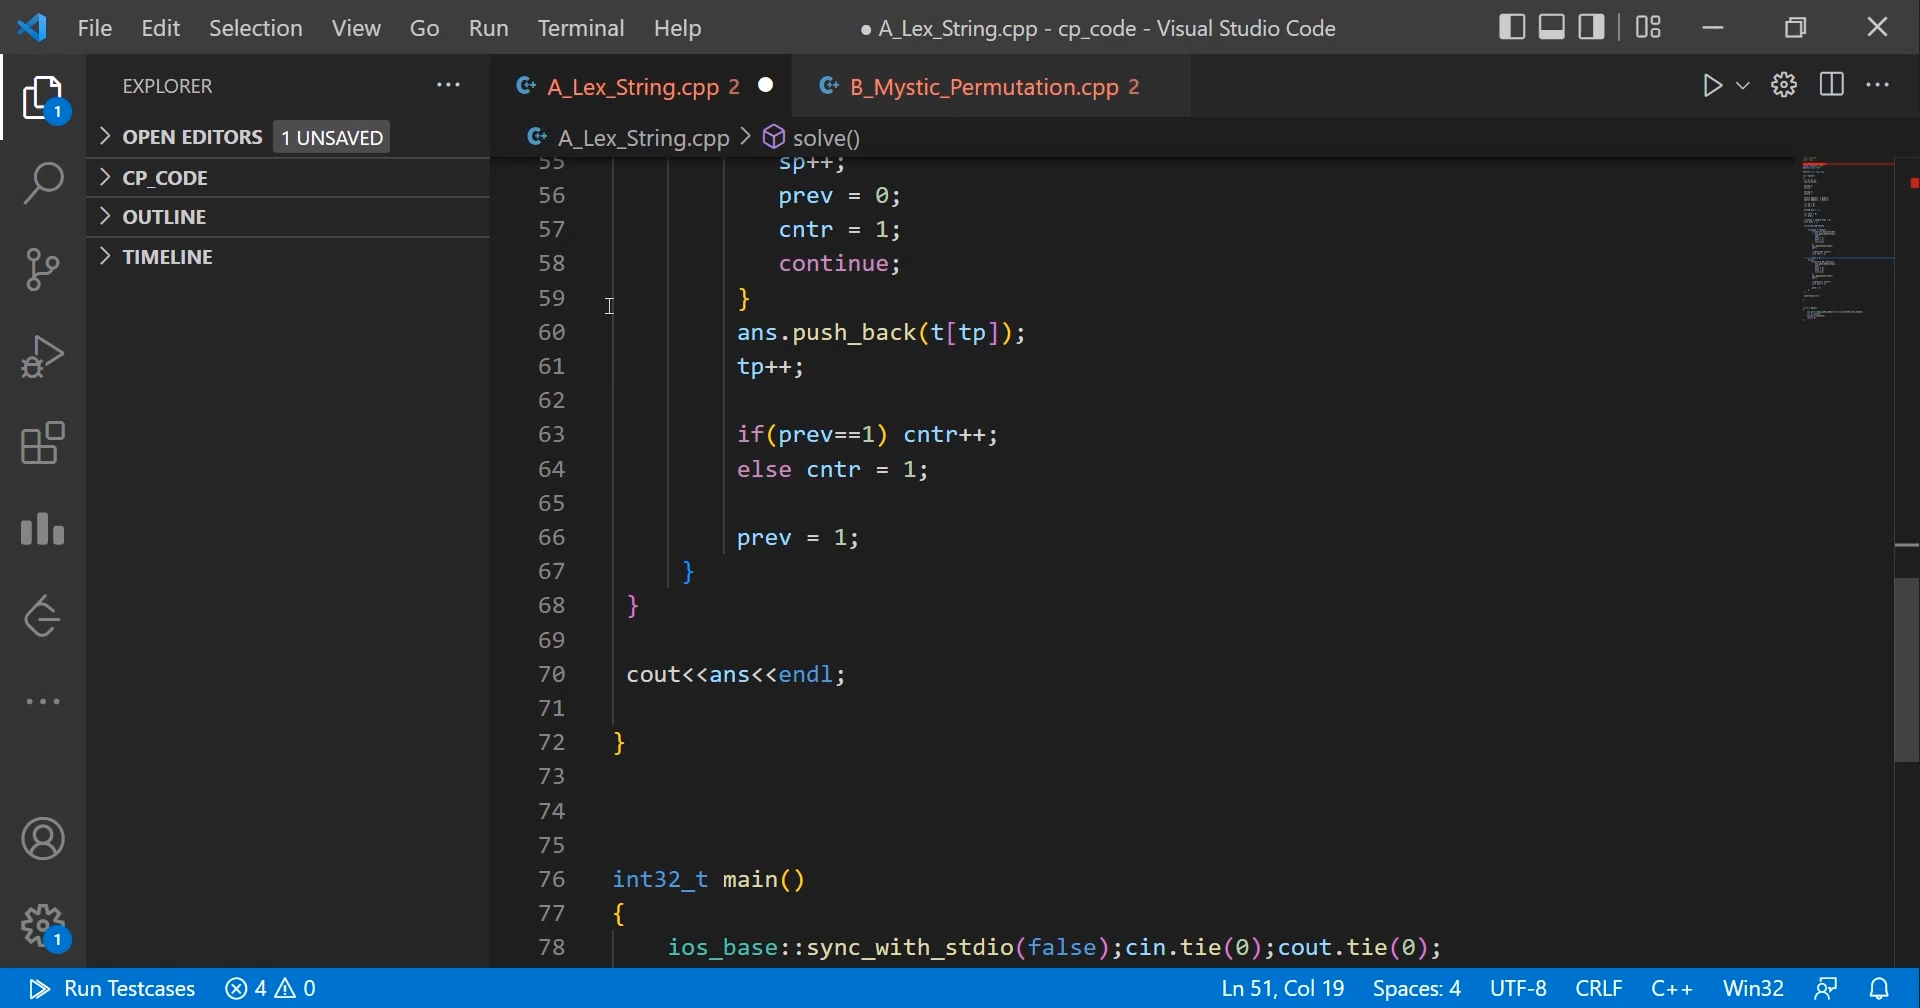 File Edit Selection View Go Run Terminal Help ● A_Lex_String.cpp - cp_code - Visual Studio Code
EXPLORER ... A_Lex_String.cpp 2 B_Mystic_Permutation.cpp 2
1
OPEN EDITORS 1 UNSAVED
A_Lex_String.cpp > solve()
CP_CODE
OUTLINE
TIMELINE
55 sp++;
56 prev = 0;
57 cntr = 1;
58 continue;
59 }
60 ans.push_back(t[tp]);
61 tp++;
62
63 if(prev==1) cntr++;
64 else cntr = 1;
65
66 prev = 1;
67 }
68 }
69
70 cout<<ans<<endl;
71
72 }
73
74
75
76 int32_t main()
77 {
78 ios_base::sync_with_stdio(false);cin.tie(0);cout.tie(0);
1
Run Testcases 4 0 Ln 51, Col 19 Spaces: 4 UTF-8 CRLF C++ Win32